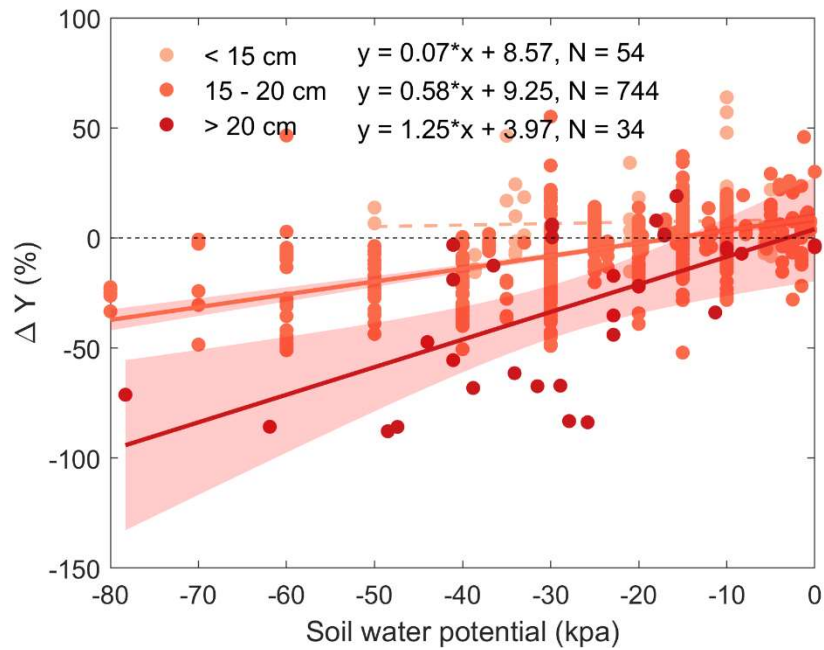 100
50
0
-50
-100
-150
Δ Y (%)
< 15 cm y = 0.07*x + 8.57, N = 54
15 - 20 cm y = 0.58*x + 9.25, N = 744
> 20 cm y = 1.25*x + 3.97, N = 34
-80 -70 -60 -50 -40 -30 -20 -10 0
Soil water potential (kpa)